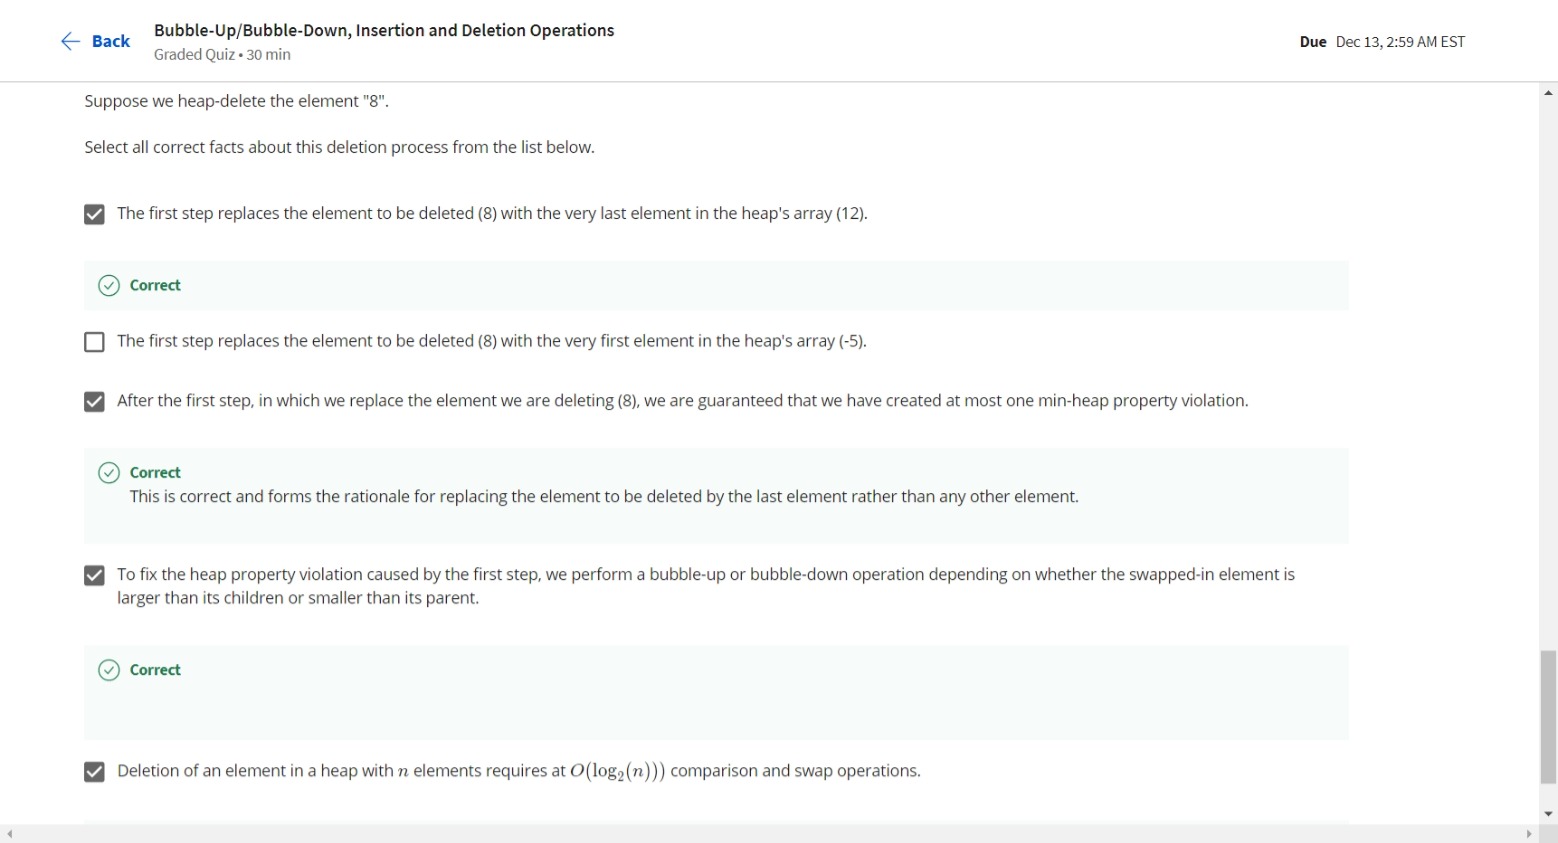 Back
Bubble-Up/Bubble-Down, Insertion and Deletion Operations
Graded Quiz • 30 min
Due Dec 13, 2:59 AM EST
Suppose we heap-delete the element "8".
Select all correct facts about this deletion process from the list below.
The first step replaces the element to be deleted (8) with the very last element in the heap's array (12).
Correct
The first step replaces the element to be deleted (8) with the very first element in the heap's array (-5).
After the first step, in which we replace the element we are deleting (8), we are guaranteed that we have created at most one min-heap property violation.
Correct
This is correct and forms the rationale for replacing the element to be deleted by the last element rather than any other element.
To fix the heap property violation caused by the first step, we perform a bubble-up or bubble-down operation depending on whether the swapped-in element is
larger than its children or smaller than its parent.
Correct
Deletion of an element in a heap with n elements requires at O(log₂(n))) comparison and swap operations.